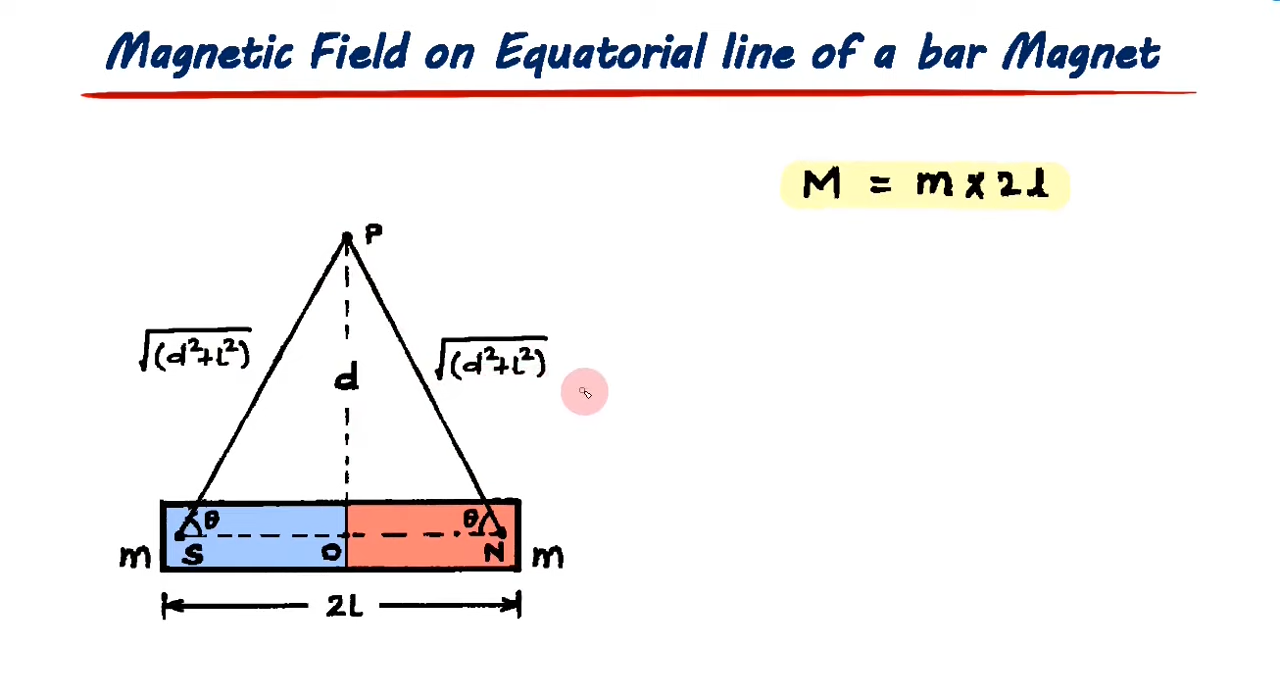 Magnetic Field on Equatorial line of a bar Magnet
M = m × 2l
P
√(d²+l²)
√(d²+l²)
d
θ
θ
m
S
O
N
m
2L